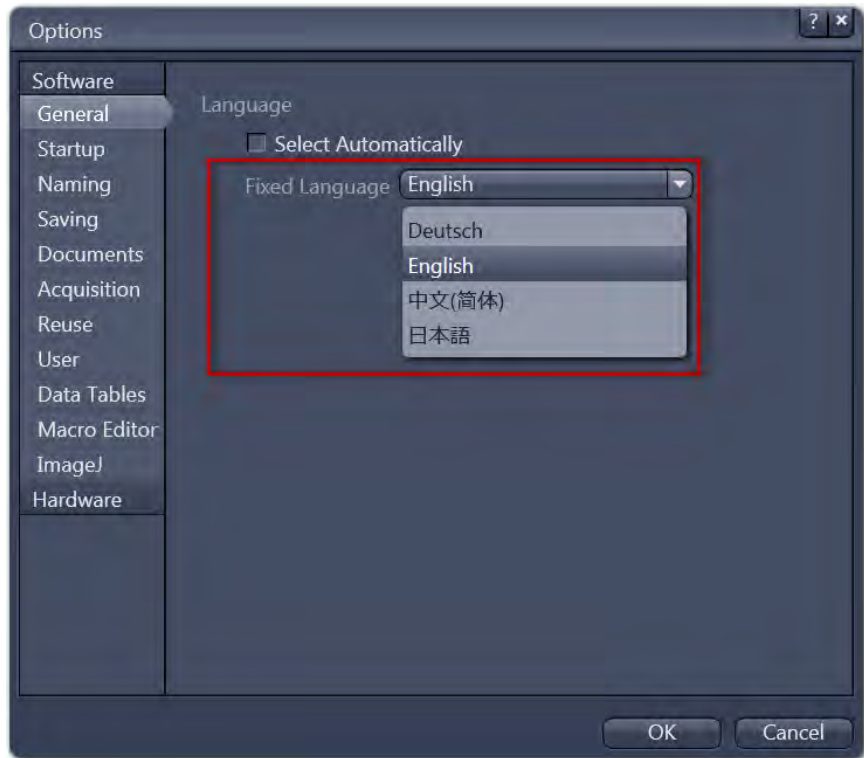 Options
? ×
Software
General
Startup
Naming
Saving
Documents
Acquisition
Reuse
User
Data Tables
Macro Editor
ImageJ
Hardware
Language
Select Automatically
Fixed Language English
Deutsch
English
中文(简体)
日本語
OK Cancel